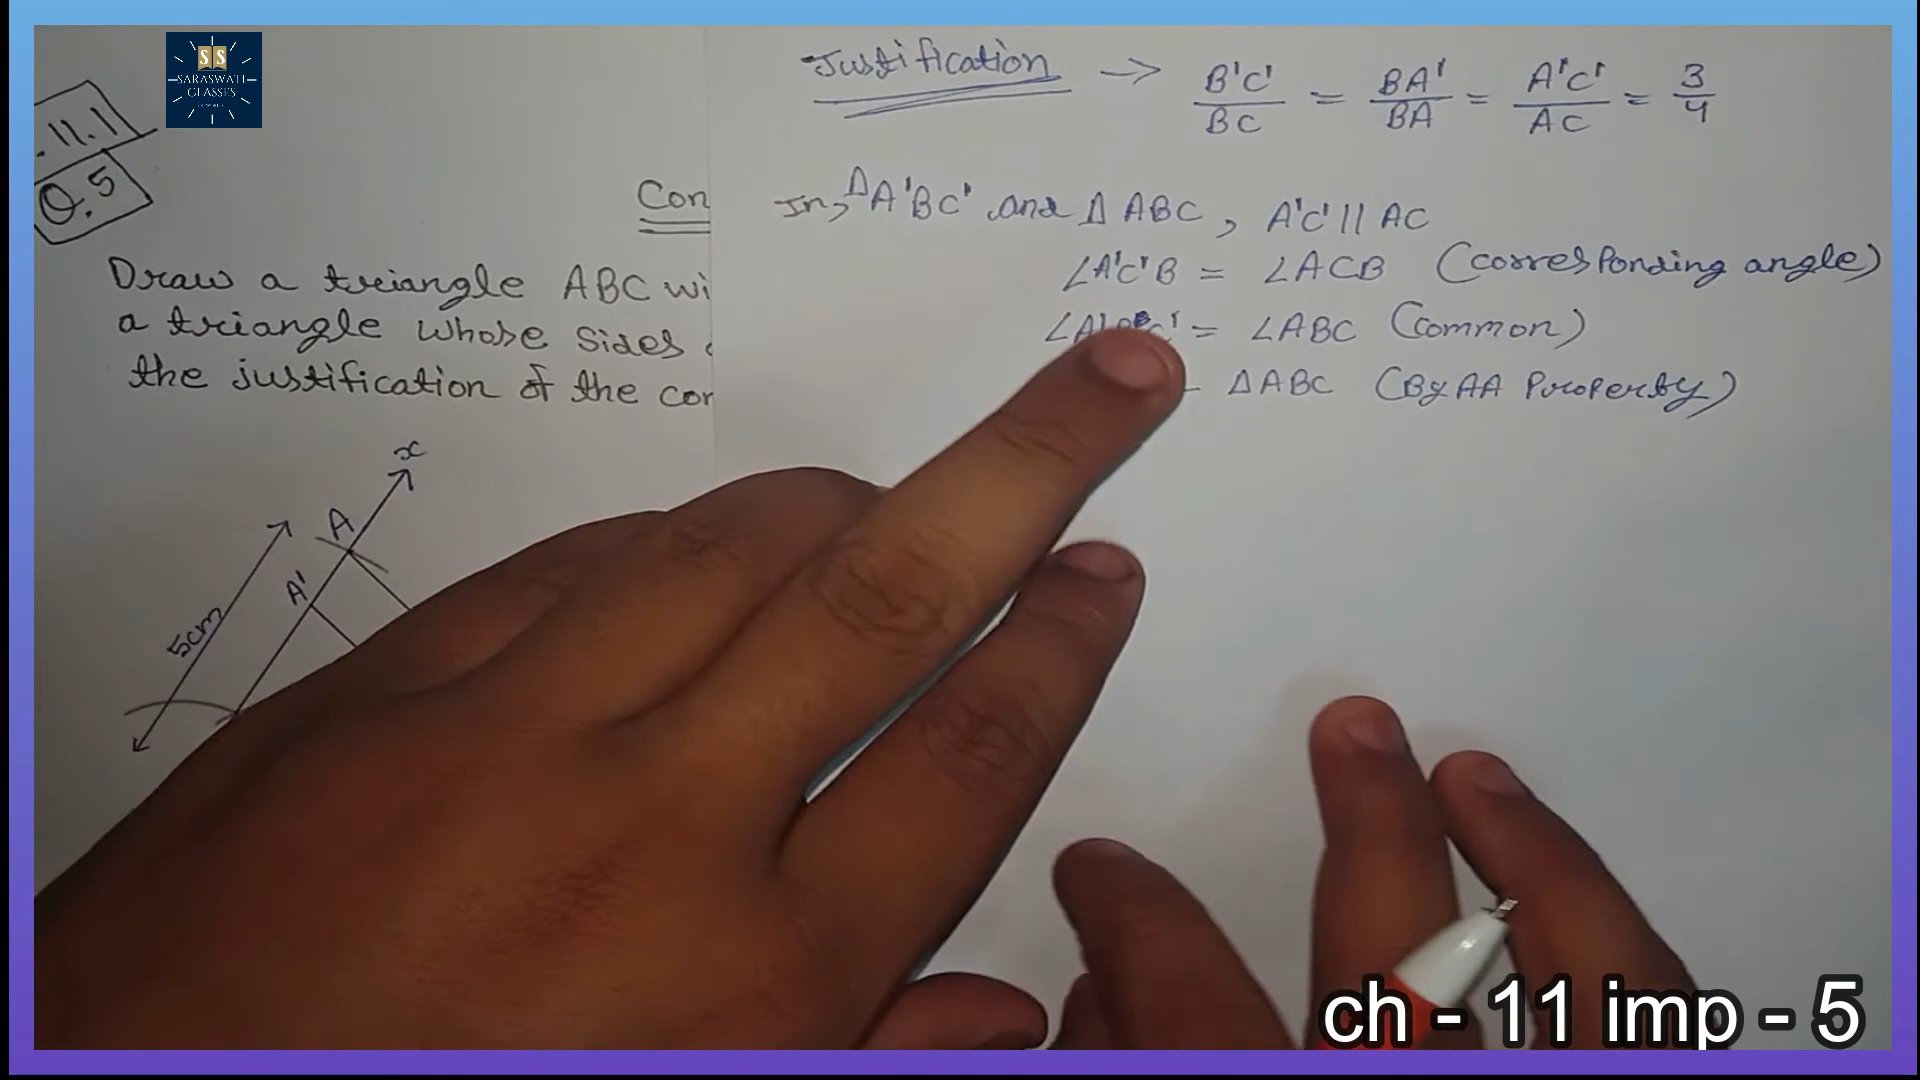 SS
SARASWATI
CLASSES
. 11.1
Q.5
Con
Draw a triangle ABC wi
a triangle whose sides
the justification of the cor
x
A
A'
5cm
Justification → B'C'/BC = BA'/BA = A'C'/AC = 3/4
In, ΔA'BC' and Δ ABC, A'C' || AC
∠A'C'B = ∠ACB (corresponding angle)
= ∠ABC (common)
ΔABC (By AA Property)
ch - 11 imp - 5